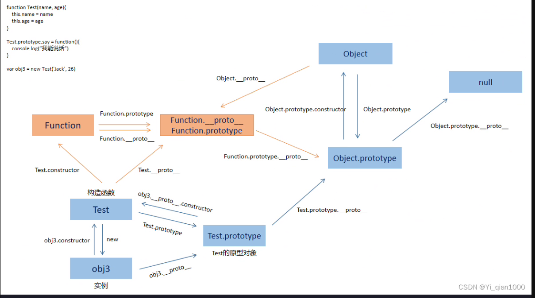 function Test(name, age){
this.name = name
this.age = age
}
Test.prototype.say = function(){
console.log("我能说话")
}
var obj3 = new Test('Jack', 26)
Object
null
Object.__proto__
Object.prototype.constructor
Object.prototype
Object.prototype.__proto__
Function
Function.prototype
Function.__proto__
Function.__proto__
Function.prototype
Function.prototype.__proto__
Object.prototype
Test.constructor
Test.__proto__
构造函数
Test
obj3.__proto__.constructor
Test.prototype
Test.prototype.__proto__
Test.prototype
Test的原型对象
obj3.constructor
new
obj3
obj3.__proto__
实例
CSDN @Yi_qian1000